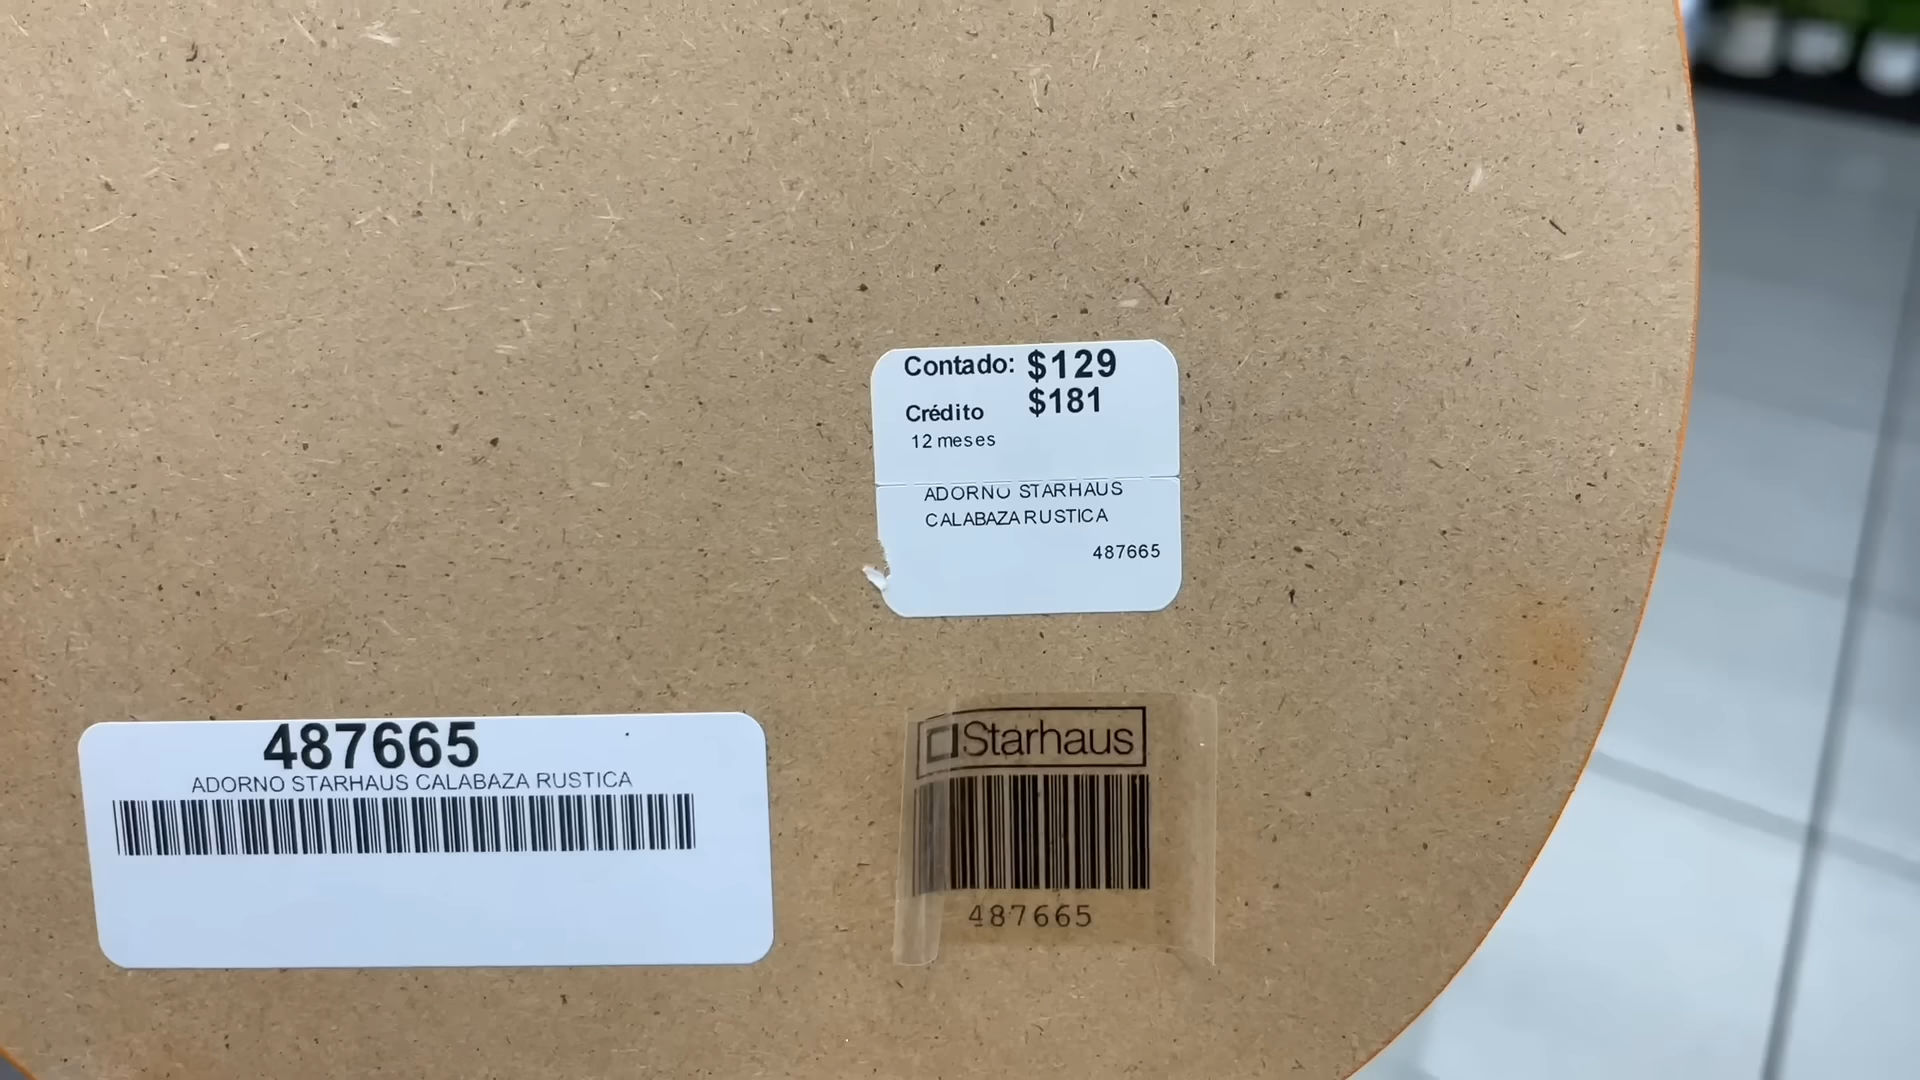 Contado: $129
Crédito $181
12 meses
ADORNO STARHAUS
CALABAZA RUSTICA
487665
487665
ADORNO STARHAUS CALABAZA RUSTICA
Starhaus
487665